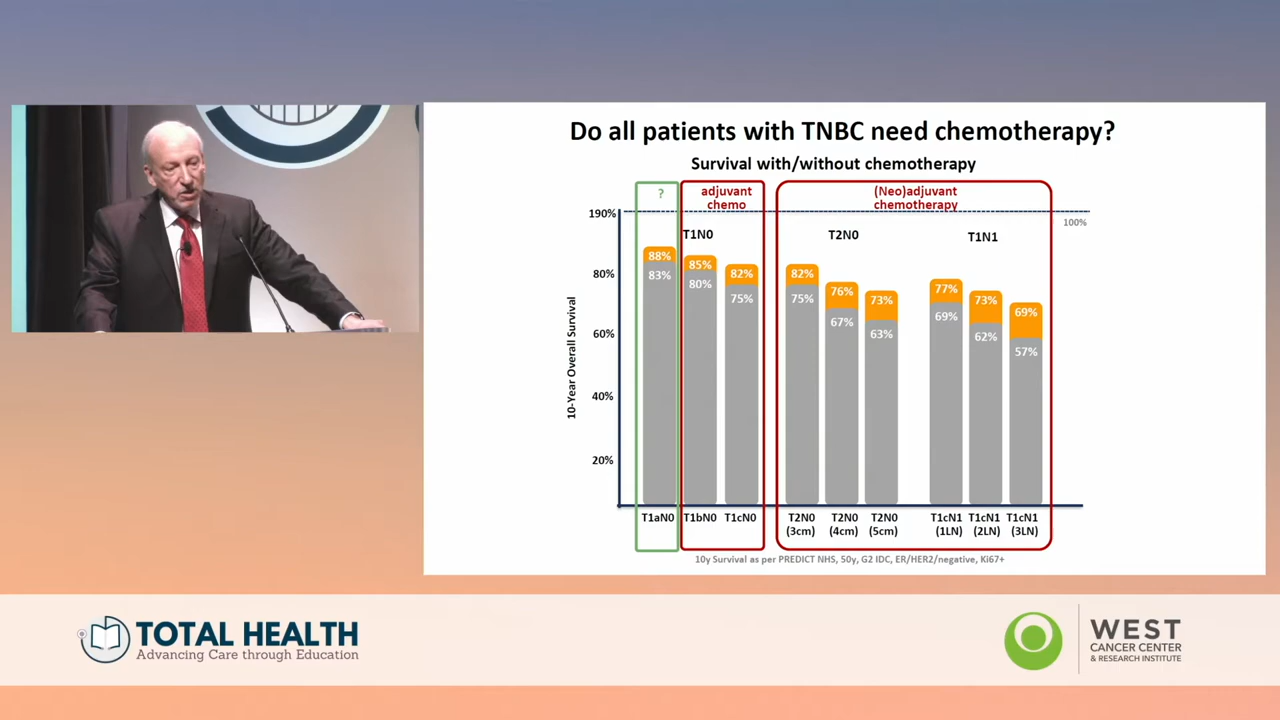 Do all patients with TNBC need chemotherapy?
Survival with/without chemotherapy
?
adjuvant
chemo
(Neo)adjuvant
chemotherapy
190%
100%
T1N0
T2N0
T1N1
88%
83%
85%
80%
82%
75%
82%
75%
76%
67%
73%
63%
77%
69%
73%
62%
69%
57%
80%
60%
40%
20%
10-Year Overall Survival
T1aN0
T1bN0
T1cN0
T2N0
(3cm)
T2N0
(4cm)
T2N0
(5cm)
T1cN1
(1LN)
T1cN1
(2LN)
T1cN1
(3LN)
10y Survival as per PREDICT NHS, 50y, G2 IDC, ER/HER2/negative, Ki67+
TOTAL HEALTH
Advancing Care through Education
WEST
CANCER CENTER
& RESEARCH INSTITUTE